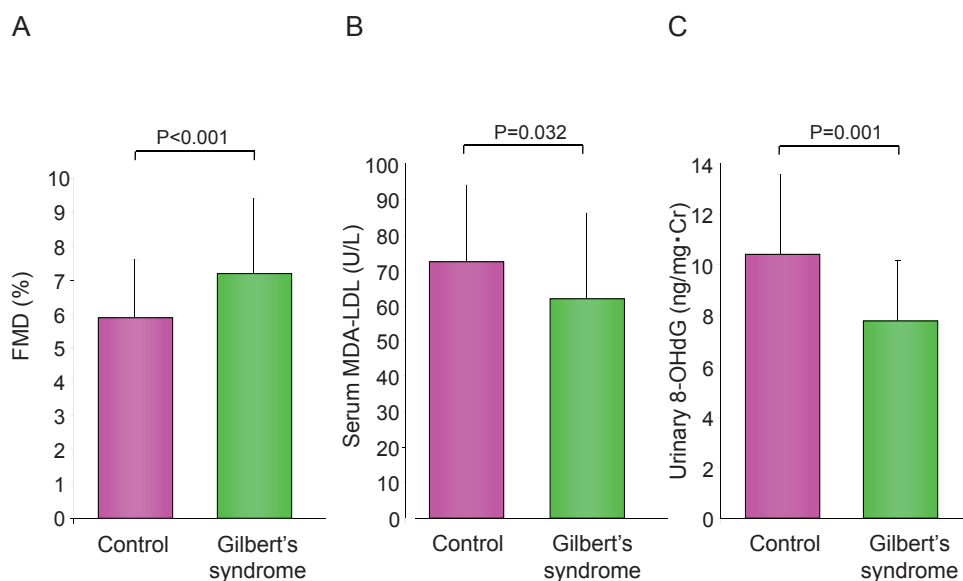 A
P<0.001
FMD (%)
10
9
8
7
6
5
4
3
2
1
0
Control
Gilbert's
syndrome
B
P=0.032
Serum MDA-LDL (U/L)
100
90
80
70
60
50
40
30
20
10
0
Control
Gilbert's
syndrome
C
P=0.001
Urinary 8-OHdG (ng/mg・Cr)
14
12
10
8
6
4
2
0
Control
Gilbert's
syndrome